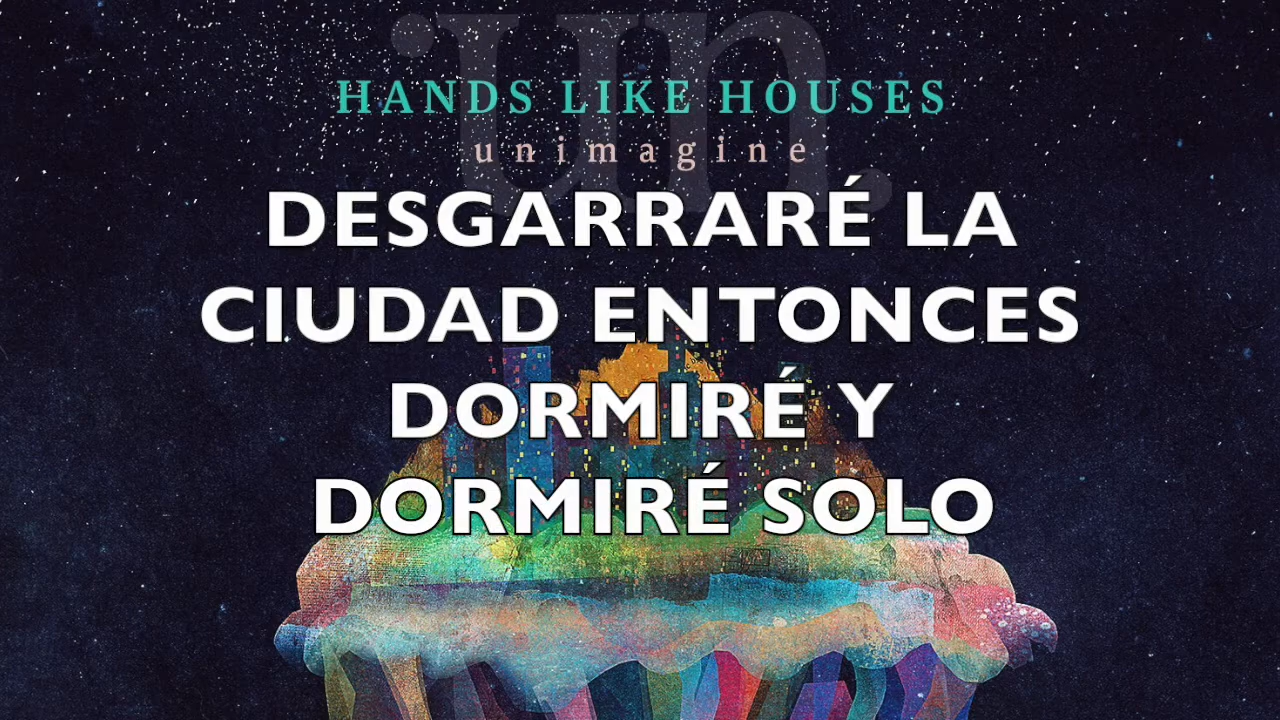 un.
HANDS LIKE HOUSES
unimagine
DESGARRARÉ LA
CIUDAD ENTONCES
DORMIRÉ Y
DORMIRÉ SOLO